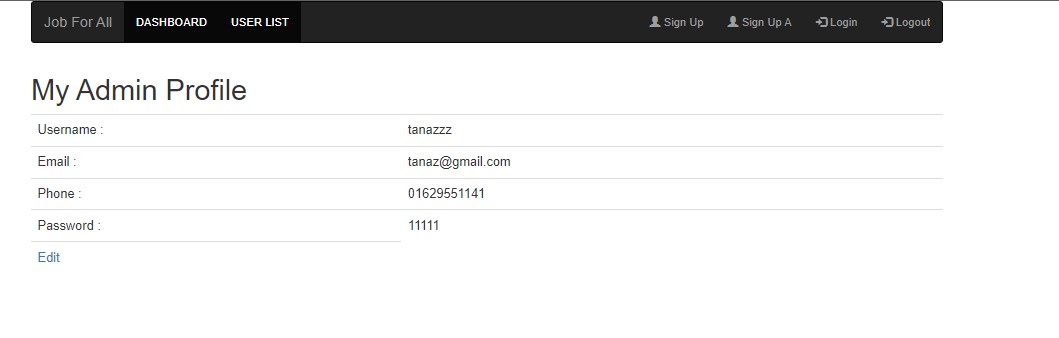 Job For All DASHBOARD USER LIST Sign Up Sign Up A Login Logout
My Admin Profile
Username : tanazzz
Email : tanaz@gmail.com
Phone : 01629551141
Password : 11111
Edit